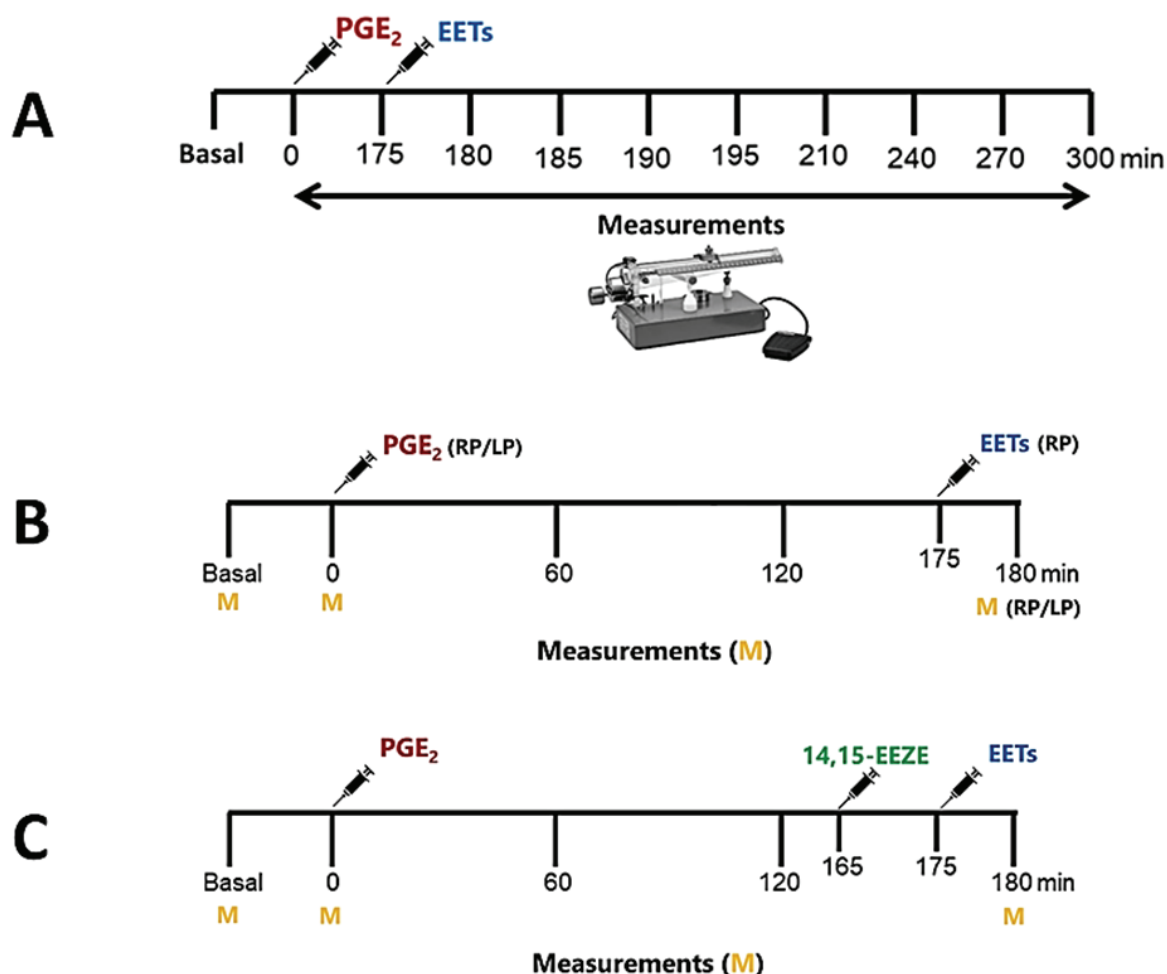 PGE₂ EETs
A
Basal 0 175 180 185 190 195 210 240 270 300 min
Measurements
PGE₂ (RP/LP) EETs (RP)
B
Basal 0 60 120 175 180 min
M M M (RP/LP)
Measurements (M)
PGE₂ 14,15-EEZE EETs
C
Basal 0 60 120 165 175 180 min
M M M
Measurements (M)